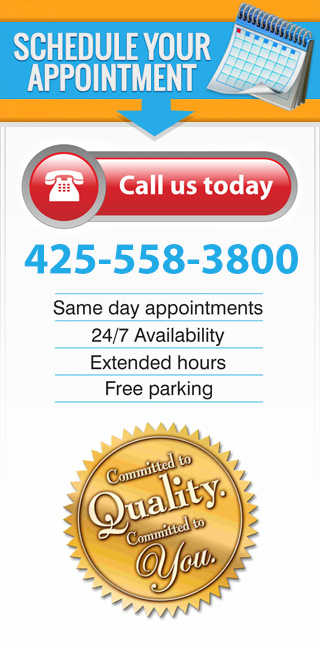 SCHEDULE YOUR
APPOINTMENT
Call us today
425-558-3800
Same day appointments
24/7 Availability
Extended hours
Free parking
Committed to
Quality.
Committed to
You.